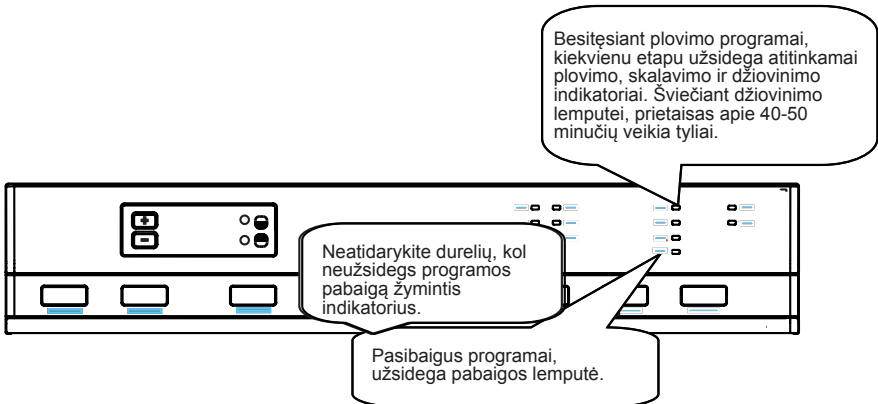 Besitęsiant plovimo programai,
kiekvienu etapu užsidega atitinkamai
plovimo, skalavimo ir džiovinimo
indikatoriai. Šviečiant džiovinimo
lemputei, prietaisas apie 40-50
minučių veikia tyliai.
Neatidarykite durelių, kol
neužsidegs programos
pabaigą žymintis
indikatorius.
Pasibaigus programai,
užsidega pabaigos lemputė.